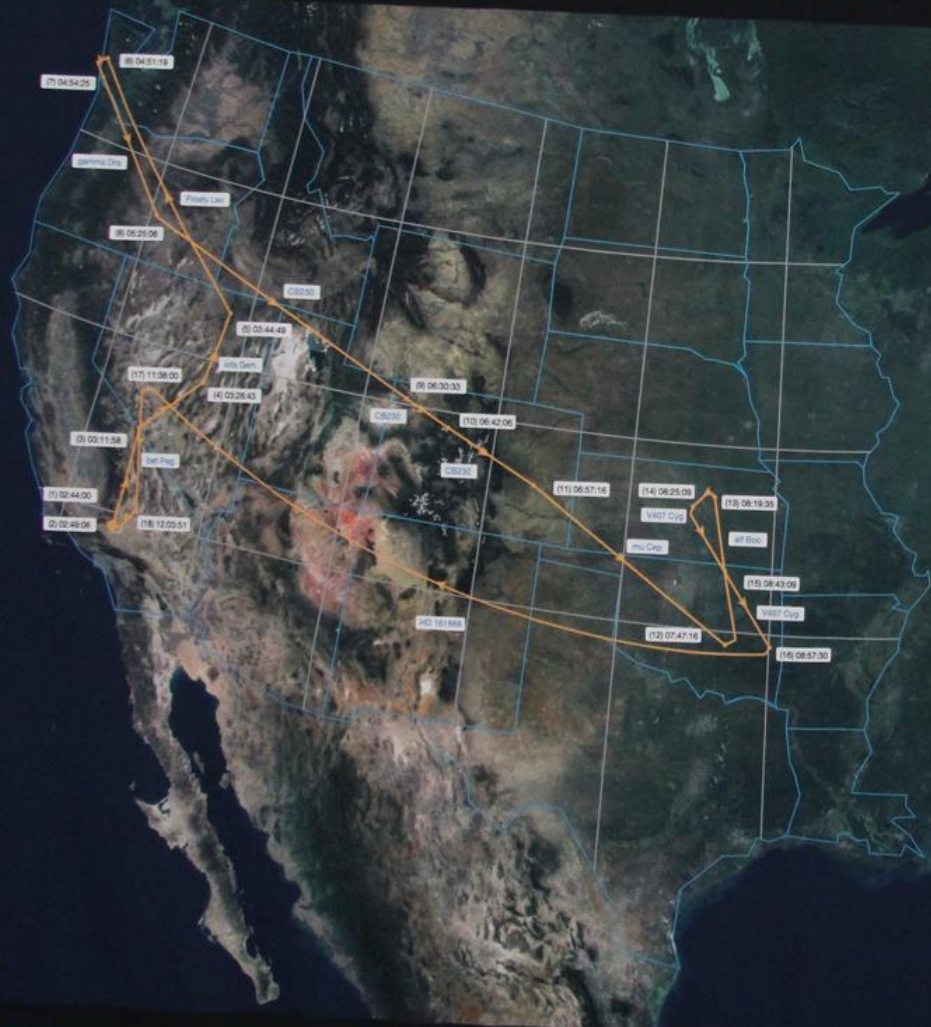 (6) 04:51:19
(7) 04:54:25
gamma Dra
Frosty Leo
(8) 05:25:06
CB230
(5) 03:44:49
iota Gem
(17) 11:38:00
(9) 06:30:33
(4) 03:28:43
CB230
(10) 06:42:06
(3) 03:11:58
bet Peg
CB230
(11) 06:57:16
(14) 08:25:09
(1) 02:44:00
(13) 08:19:35
V407 Cyg
(2) 02:49:06
(18) 12:03:51
alf Boo
mu Cep
(15) 08:43:09
V407 Cyg
HD 161868
(12) 07:47:16
(16) 08:57:30